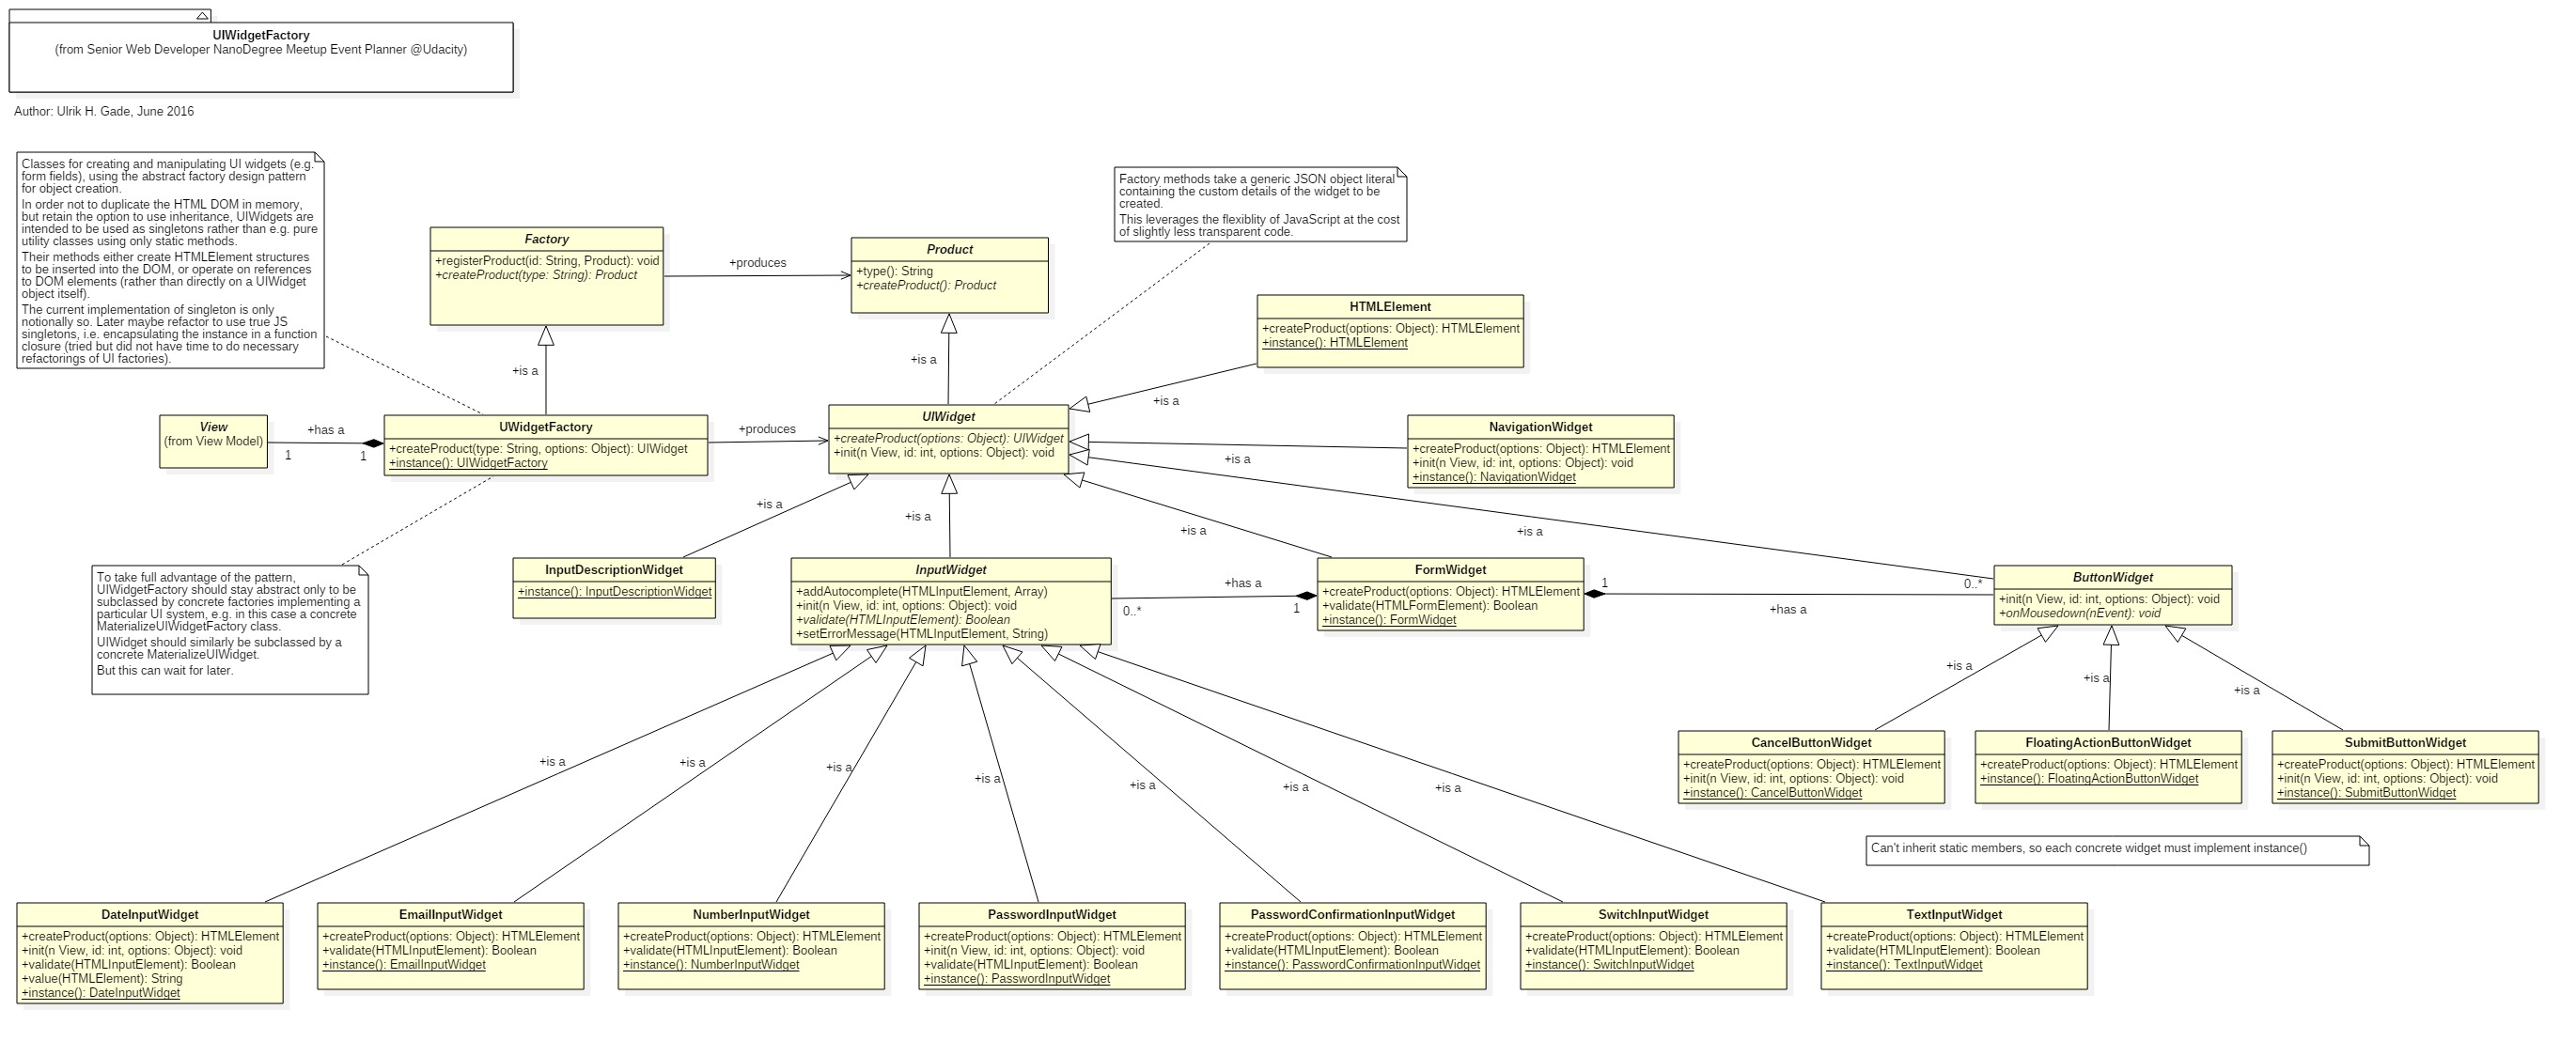 UIWidgetFactory
(from Senior Web Developer NanoDegree Meetup Event Planner @Udacity)
Author: Ulrik H. Gade, June 2016
Classes for creating and manipulating UI widgets (e.g.
form fields), using the abstract factory design pattern
for object creation.
In order not to duplicate the HTML DOM in memory,
but retain the option to use inheritance, UIWidgets are
intended to be used as singletons rather than e.g. pure
utility classes using only static methods.
Their methods either create HTMLElement structures
to be inserted into the DOM, or operate on references
to DOM elements (rather than directly on a UIWidget
object itself).
The current implementation of singleton is only
notionally so. Later maybe refactor to use true JS
singletons, i.e. encapsulating the instance in a function
closure (tried but did not have time to do necessary
refactorings of UI factories).
Factory methods take a generic JSON object literal
containing the custom details of the widget to be
created.
This leverages the flexiblity of JavaScript at the cost
of slightly less transparent code.
Factory
+registerProduct(id: String, Product): void
+createProduct(type: String): Product
+produces
Product
+type(): String
+createProduct(): Product
HTMLElement
+createProduct(options: Object): HTMLElement
+instance(): HTMLElement
+is a
+is a
+is a
View
(from View Model)
+has a
1
1
UWidgetFactory
+createProduct(type: String, options: Object): UIWidget
+instance(): UIWidgetFactory
+produces
UIWidget
+createProduct(options: Object): UIWidget
+init(n View, id: int, options: Object): void
NavigationWidget
+createProduct(options: Object): HTMLElement
+init(n View, id: int, options: Object): void
+instance(): NavigationWidget
+is a
+is a
+is a
+is a
+is a
To take full advantage of the pattern,
UIWidgetFactory should stay abstract only to be
subclassed by concrete factories implementing a
particular UI system, e.g. in this case a concrete
MaterializeUIWidgetFactory class.
UIWidget should similarly be subclassed by a
concrete MaterializeUIWidget.
But this can wait for later.
InputDescriptionWidget
+instance(): InputDescriptionWidget
InputWidget
+addAutocomplete(HTMLInputElement, Array)
+init(n View, id: int, options: Object): void
+validate(HTMLInputElement): Boolean
+setErrorMessage(HTMLInputElement, String)
+has a
0..*
1
FormWidget
+createProduct(options: Object): HTMLElement
+validate(HTMLFormElement): Boolean
+instance(): FormWidget
1
0..*
+has a
ButtonWidget
+init(n View, id: int, options: Object): void
+onMousedown(nEvent): void
+is a
+is a
+is a
CancelButtonWidget
+createProduct(options: Object): HTMLElement
+init(n View, id: int, options: Object): void
+instance(): CancelButtonWidget
FloatingActionButtonWidget
+createProduct(options: Object): HTMLElement
+instance(): FloatingActionButtonWidget
SubmitButtonWidget
+createProduct(options: Object): HTMLElement
+init(n View, id: int, options: Object): void
+instance(): SubmitButtonWidget
+is a
+is a
+is a
+is a
+is a
+is a
+is a
Can't inherit static members, so each concrete widget must implement instance()
DateInputWidget
+createProduct(options: Object): HTMLElement
+init(n View, id: int, options: Object): void
+validate(HTMLInputElement): Boolean
+value(HTMLElement): String
+instance(): DateInputWidget
EmailInputWidget
+createProduct(options: Object): HTMLElement
+validate(HTMLInputElement): Boolean
+instance(): EmailInputWidget
NumberInputWidget
+createProduct(options: Object): HTMLElement
+validate(HTMLInputElement): Boolean
+instance(): NumberInputWidget
PasswordInputWidget
+createProduct(options: Object): HTMLElement
+init(n View, id: int, options: Object): void
+validate(HTMLInputElement): Boolean
+instance(): PasswordInputWidget
PasswordConfirmationInputWidget
+createProduct(options: Object): HTMLElement
+validate(HTMLInputElement): Boolean
+instance(): PasswordConfirmationInputWidget
SwitchInputWidget
+createProduct(options: Object): HTMLElement
+validate(HTMLInputElement): Boolean
+instance(): SwitchInputWidget
TextInputWidget
+createProduct(options: Object): HTMLElement
+validate(HTMLInputElement): Boolean
+instance(): TextInputWidget